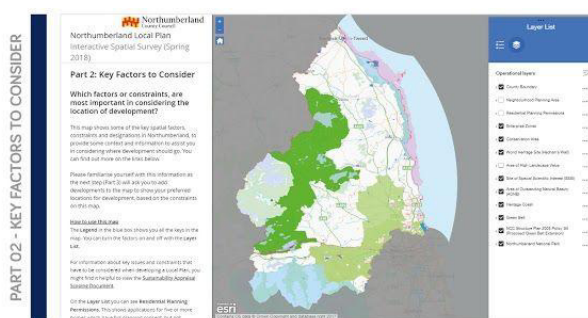 PART 02 - KEY FACTORS TO CONSIDER
Northumberland
County Council
Northumberland Local Plan
Interactive Spatial Survey (Spring
2018)
Part 2: Key Factors to Consider
Which factors or constraints, are
most important in considering the
location of development?
This map shows some of the key spatial factors,
constraints and designations in Northumberland, to
provide some context and information to assist you
in considering where development should go. You
can find out more on the links below.
Please familiarise yourself with this information as
the next step (Part 3) will ask you to add
developments to the map to show your preferred
locations for development, based on the constraints
on this map.
How to use this map
The Legend in the blue box shows you all the keys in the
map. You can turn the factors on and off with the Layer
List.
For information about key issues and constraints that
have to be considered when developing a Local Plan, you
might find it helpful to view the Sustainability Appraisal
Scoping Document.
On the Layer List you can see Residential Planning
Permissions. This shows applications for five or more
esri
Layer List
Operational layers
County Boundary
Neighbourhood Planning Area
Residential Planning Permissions
Enterprise Zones
Conservation Area
World Heritage Site (Hadrian's Wall)
Area of High Landscape Value
Site of Special Scientific Interest (SSSI)
Area of Outstanding Natural Beauty
(AONB)
Heritage Coast
Green Belt
Northumberland National Park